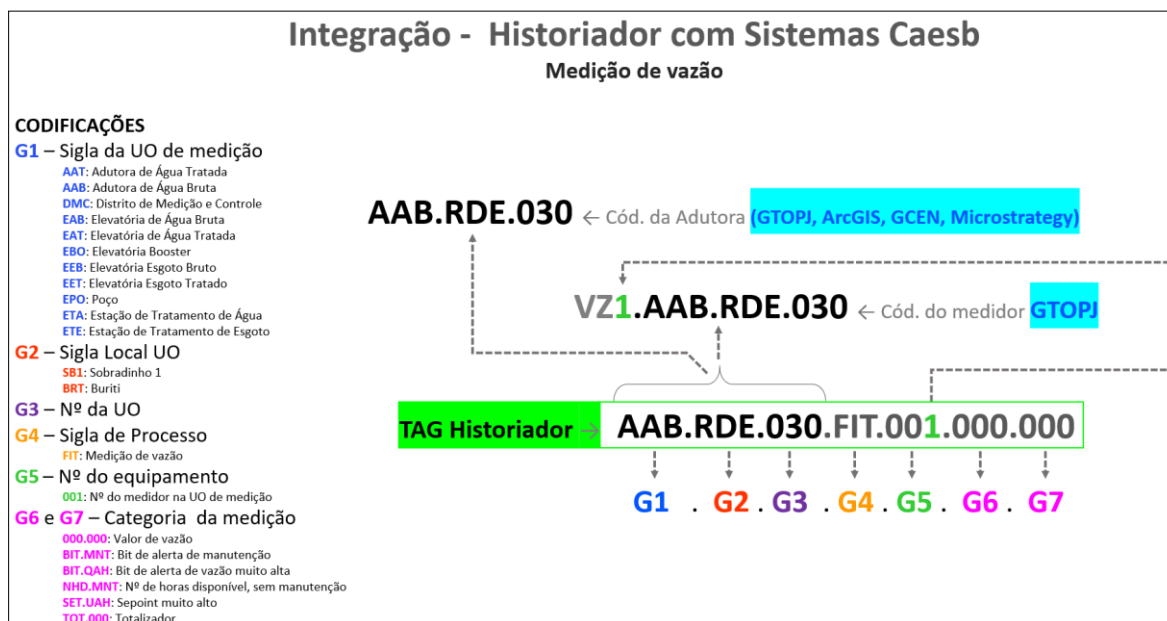 Integração - Historiador com Sistemas Caesb
Medição de vazão
CODIFICAÇÕES
G1 – Sigla da UO de medição
AAT: Adutora de Água Tratada
AAB: Adutora de Água Bruta
DMC: Distrito de Medição e Controle
EAB: Elevatória de Água Bruta
EAT: Elevatória de Água Tratada
EBO: Elevatória Booster
EEB: Elevatória Esgoto Bruto
EET: Elevatória Esgoto Tratado
EPO: Poço
ETA: Estação de Tratamento de Água
ETE: Estação de Tratamento de Esgoto
G2 – Sigla Local UO
SB1: Sobradinho 1
BRT: Buriti
G3 – Nº da UO
G4 – Sigla de Processo
FIT: Medição de vazão
G5 – Nº do equipamento
001: Nº do medidor na UO de medição
G6 e G7 – Categoria da medição
000.000: Valor de vazão
BIT.MNT: Bit de alerta de manutenção
BIT.QAH: Bit de alerta de vazão muito alta
NHD.MNT: Nº de horas disponível, sem manutenção
SET.UAH: Sepoint muito alto
TOT.000: Totalizador
AAB.RDE.030 ← Cód. da Adutora (GTOPJ, ArcGIS, GCEN, Microstrategy)
VZ1.AAB.RDE.030 ← Cód. do medidor GTOPJ
TAG Historiador → AAB.RDE.030.FIT.001.000.000
G1 . G2 . G3 . G4 . G5 . G6 . G7